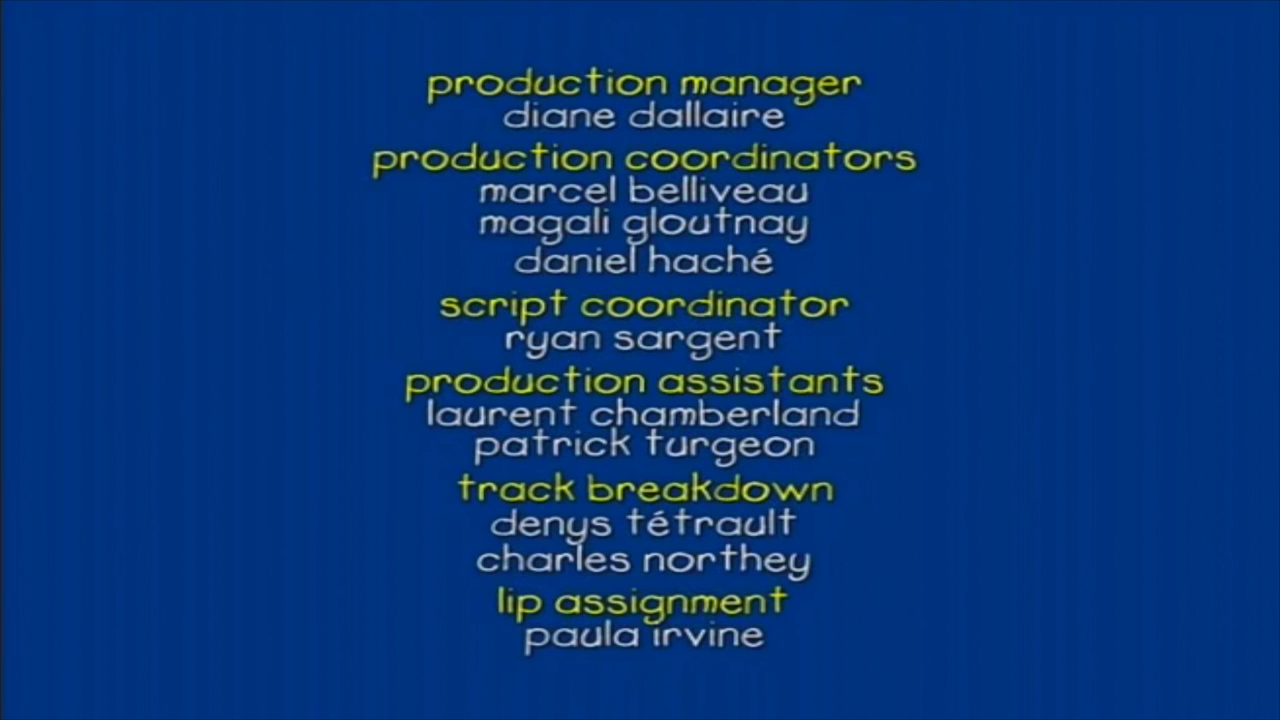 production manager
diane dallaire
production coordinators
marcel belliveau
magali gloutnay
daniel haché
script coordinator
ryan sargent
production assistants
laurent chamberland
patrick turgeon
track breakdown
denys tétrault
charles northey
lip assignment
paula irvine